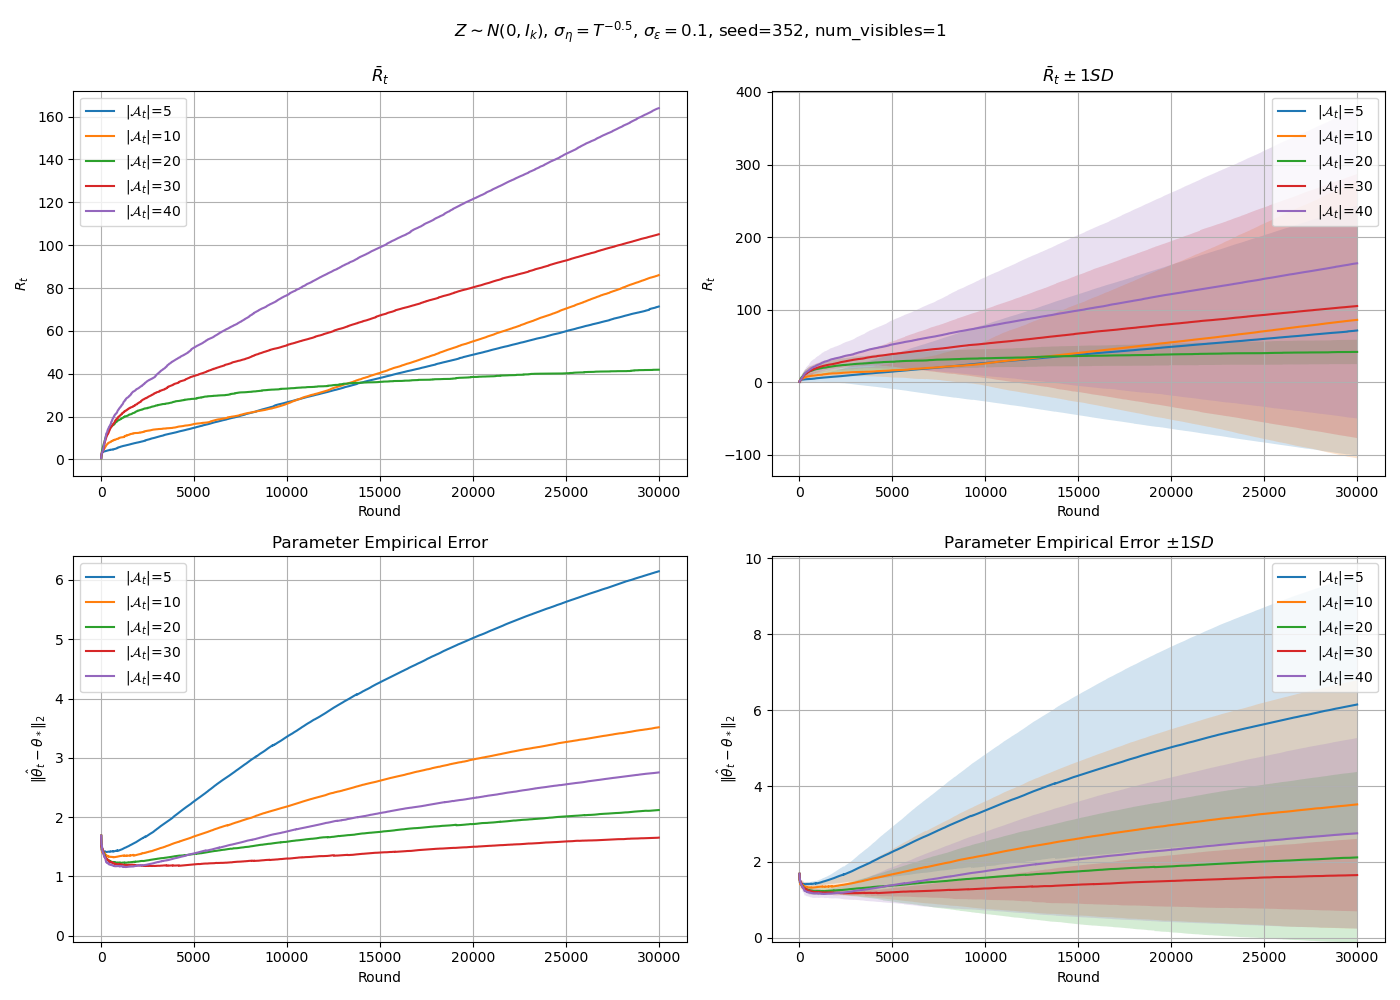 Z ∼ N(0, I_k), σ_η = T^{−0.5}, σ_ε = 0.1, seed=352, num_visibles=1
R̄_t
R_t
160
140
120
100
80
60
40
20
0
|𝒜_t|=5
|𝒜_t|=10
|𝒜_t|=20
|𝒜_t|=30
|𝒜_t|=40
0 5000 10000 15000 20000 25000 30000
Round
R̄_t ± 1SD
R_t
400
300
200
100
0
−100
|𝒜_t|=5
|𝒜_t|=10
|𝒜_t|=20
|𝒜_t|=30
|𝒜_t|=40
0 5000 10000 15000 20000 25000 30000
Round
Parameter Empirical Error
‖θ̂_t − θ_*‖_2
6
5
4
3
2
1
0
|𝒜_t|=5
|𝒜_t|=10
|𝒜_t|=20
|𝒜_t|=30
|𝒜_t|=40
0 5000 10000 15000 20000 25000 30000
Round
Parameter Empirical Error ±1SD
‖θ̂_t − θ_*‖_2
10
8
6
4
2
0
|𝒜_t|=5
|𝒜_t|=10
|𝒜_t|=20
|𝒜_t|=30
|𝒜_t|=40
0 5000 10000 15000 20000 25000 30000
Round